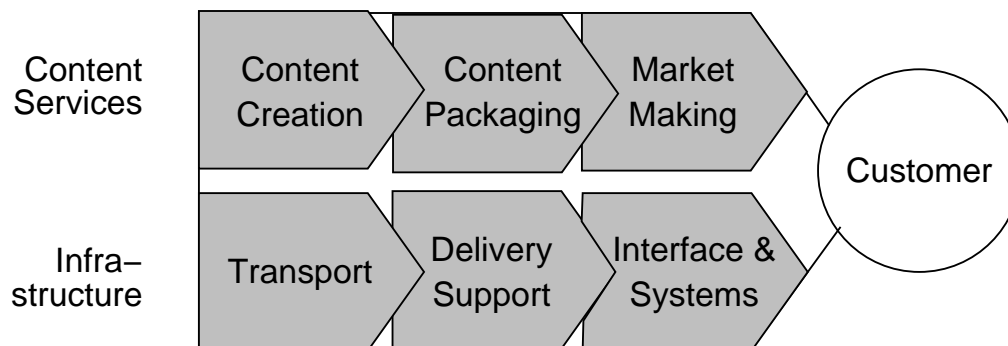 Content
Services
Content
Creation
Content
Packaging
Market
Making
Customer
Infra–
structure
Transport
Delivery
Support
Interface &
Systems